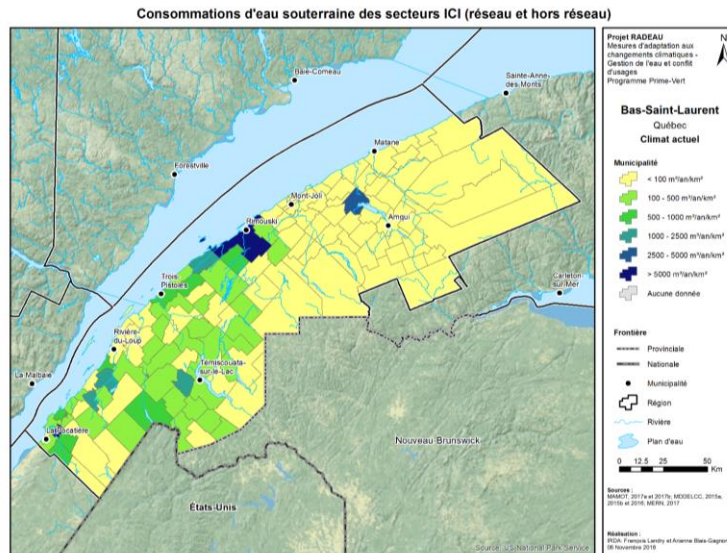 Consommations d'eau souterraine des secteurs ICI (réseau et hors réseau)
Projet RADEAU
Mesures d'adaptation aux
changements climatiques -
Gestion de l'eau et conflit
d'usages
Programme Prime-Vert
N
Bas-Saint-Laurent
Québec
Climat actuel
Municipalité
< 100 m³/an/km²
100 - 500 m³/an/km²
500 - 1000 m³/an/km²
1000 - 2500 m³/an/km²
2500 - 5000 m³/an/km²
> 5000 m³/an/km²
Aucune donnée
Frontière
Provinciale
Nationale
Municipalité
Région
Rivière
Plan d'eau
0 12.5 25 50
Km
Sources :
MAMOT, 2017a et 2017b; MDDELCC, 2015a,
2015b et 2016; MERN, 2017
Réalisation :
IRDA: François Landry et Arianne Blais-Gagnon
06 Novembre 2018
Baie-Comeau
Sainte-Anne-
des-Monts
Matane
Forestville
Mont-Joli
Rimouski
Amqui
Trois
Pistoles
Carleton
sur-Mer
Rivière-
du-Loup
Témiscouata-
sur-le-Lac
La Malbaie
La Pocatière
Nouveau-Brunswick
États-Unis
Source : US National Park Service